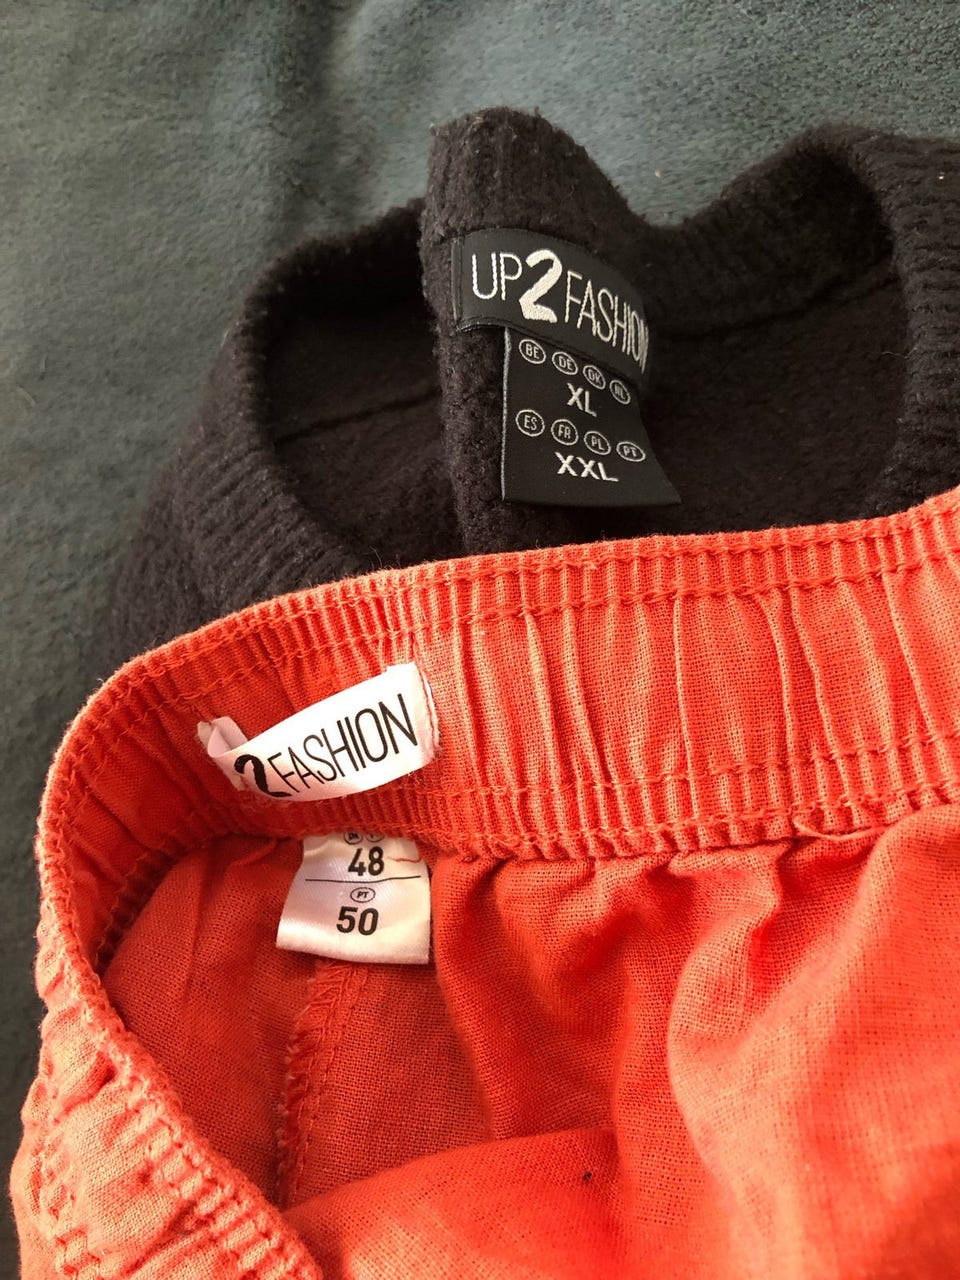 UP2FASHION
BE DE DK NL
XL
ES FR PL PT
XXL
2FASHION
48
PT
50